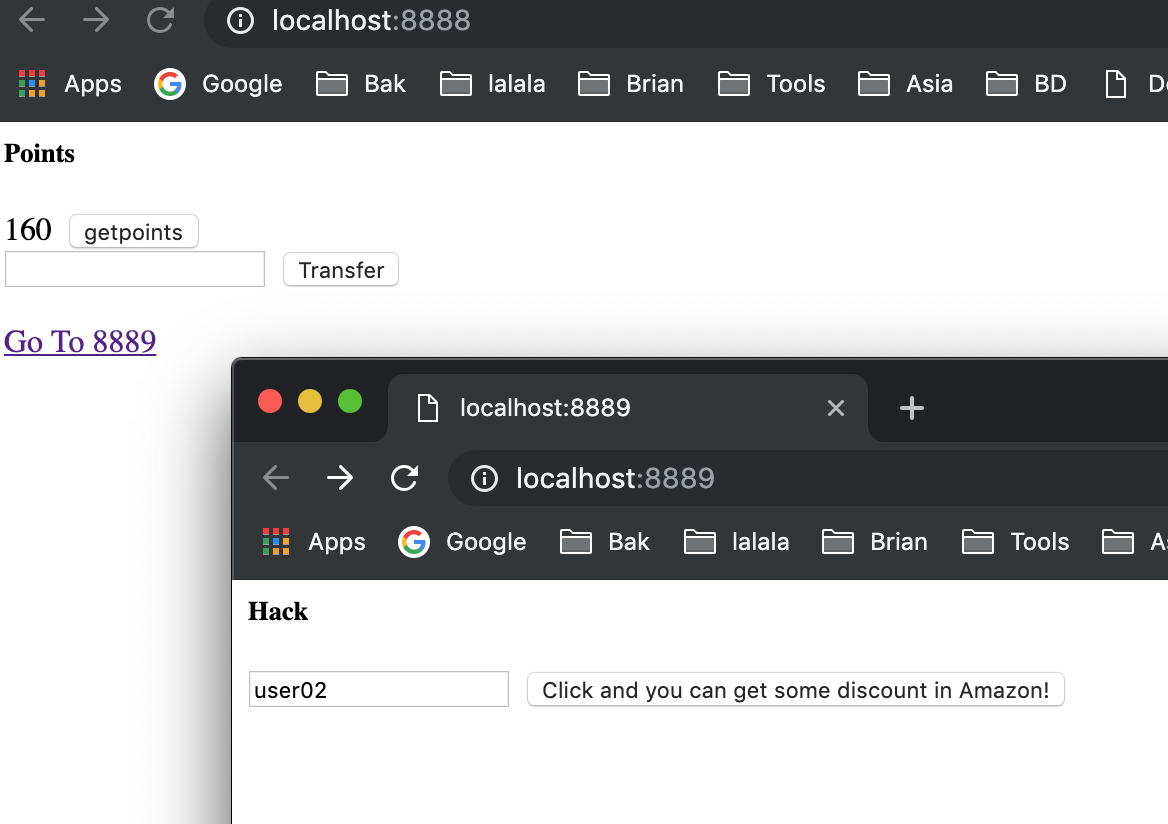 localhost:8888
Apps Google Bak lalala Brian Tools Asia BD
Points
160 getpoints
Transfer
Go To 8889
localhost:8889
localhost:8889
Apps Google Bak lalala Brian Tools
Hack
user02 Click and you can get some discount in Amazon!